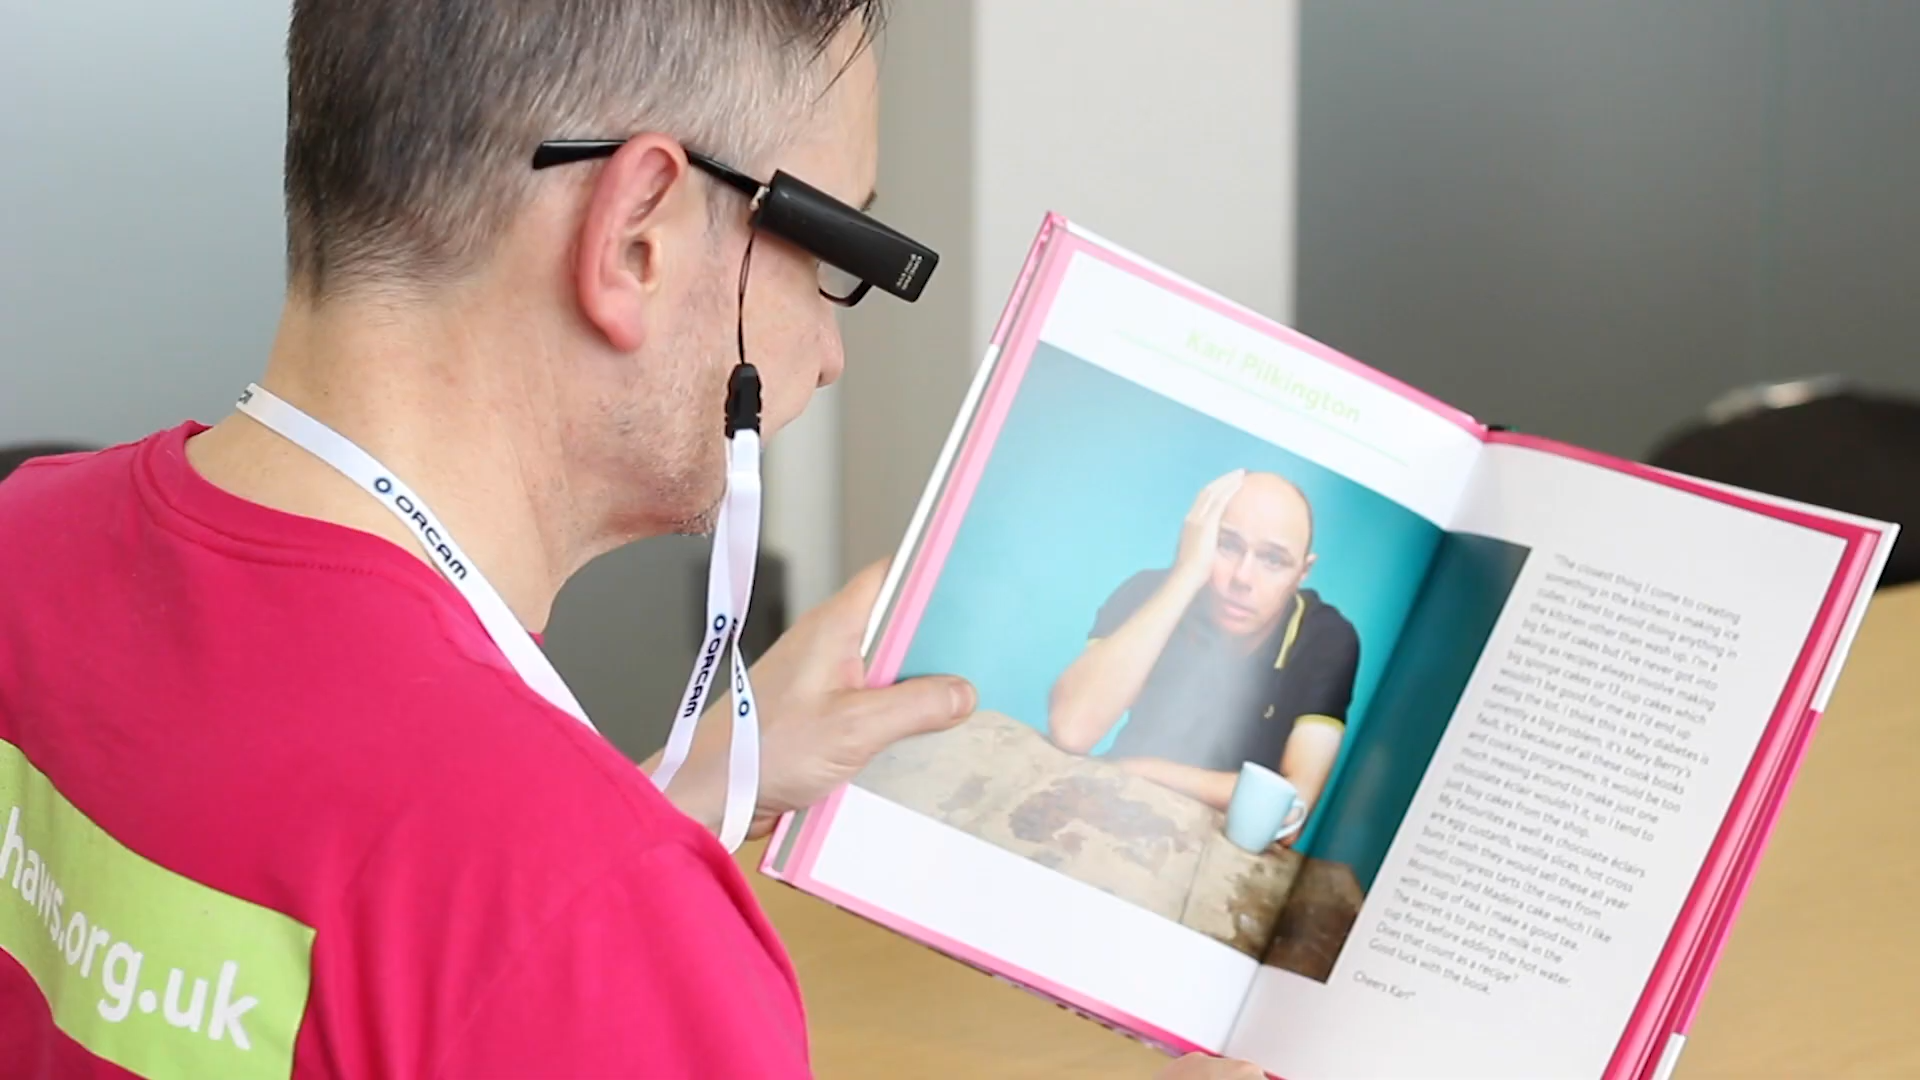 ORCAM
ORCAM
haws.org.uk
Karl Pilkington
"The closest thing I come to creating
something in the kitchen is making ice
cubes. I tend to avoid doing anything in
the kitchen other than wash up. I'm a
big fan of cakes but I've never got into
baking as recipes always involve making
big sponge cakes or 12 cup cakes which
wouldn't be good for me as I'd end up
eating the lot. I think this is why diabetes is
currently a big problem, it's Mary Berry's
fault, it's because of all these cook books
and cooking programmes. It would be too
much messing around to make just one
chocolate éclair wouldn't it, so I tend to
just buy cakes from the shop.
My favourites as well as chocolate éclairs
are egg custards, vanilla slices, hot cross
buns (I wish they would sell these all year
round) congress tarts (the ones from
Morrisons) and Madeira cake which I like
with a cup of tea. I make a good tea.
The secret is to put the milk in the
cup first before adding the hot water.
Does that count as a recipe?
Good luck with the book.
Cheers Karl"